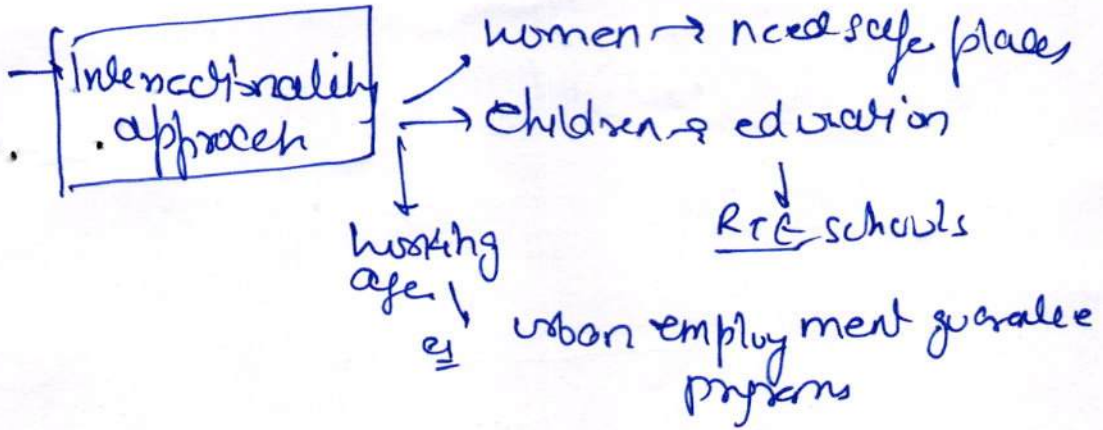 Intersectionality approach
women → need safe places
children → education
↓
RTE schools
working age
eg urban employment guarantee
programs